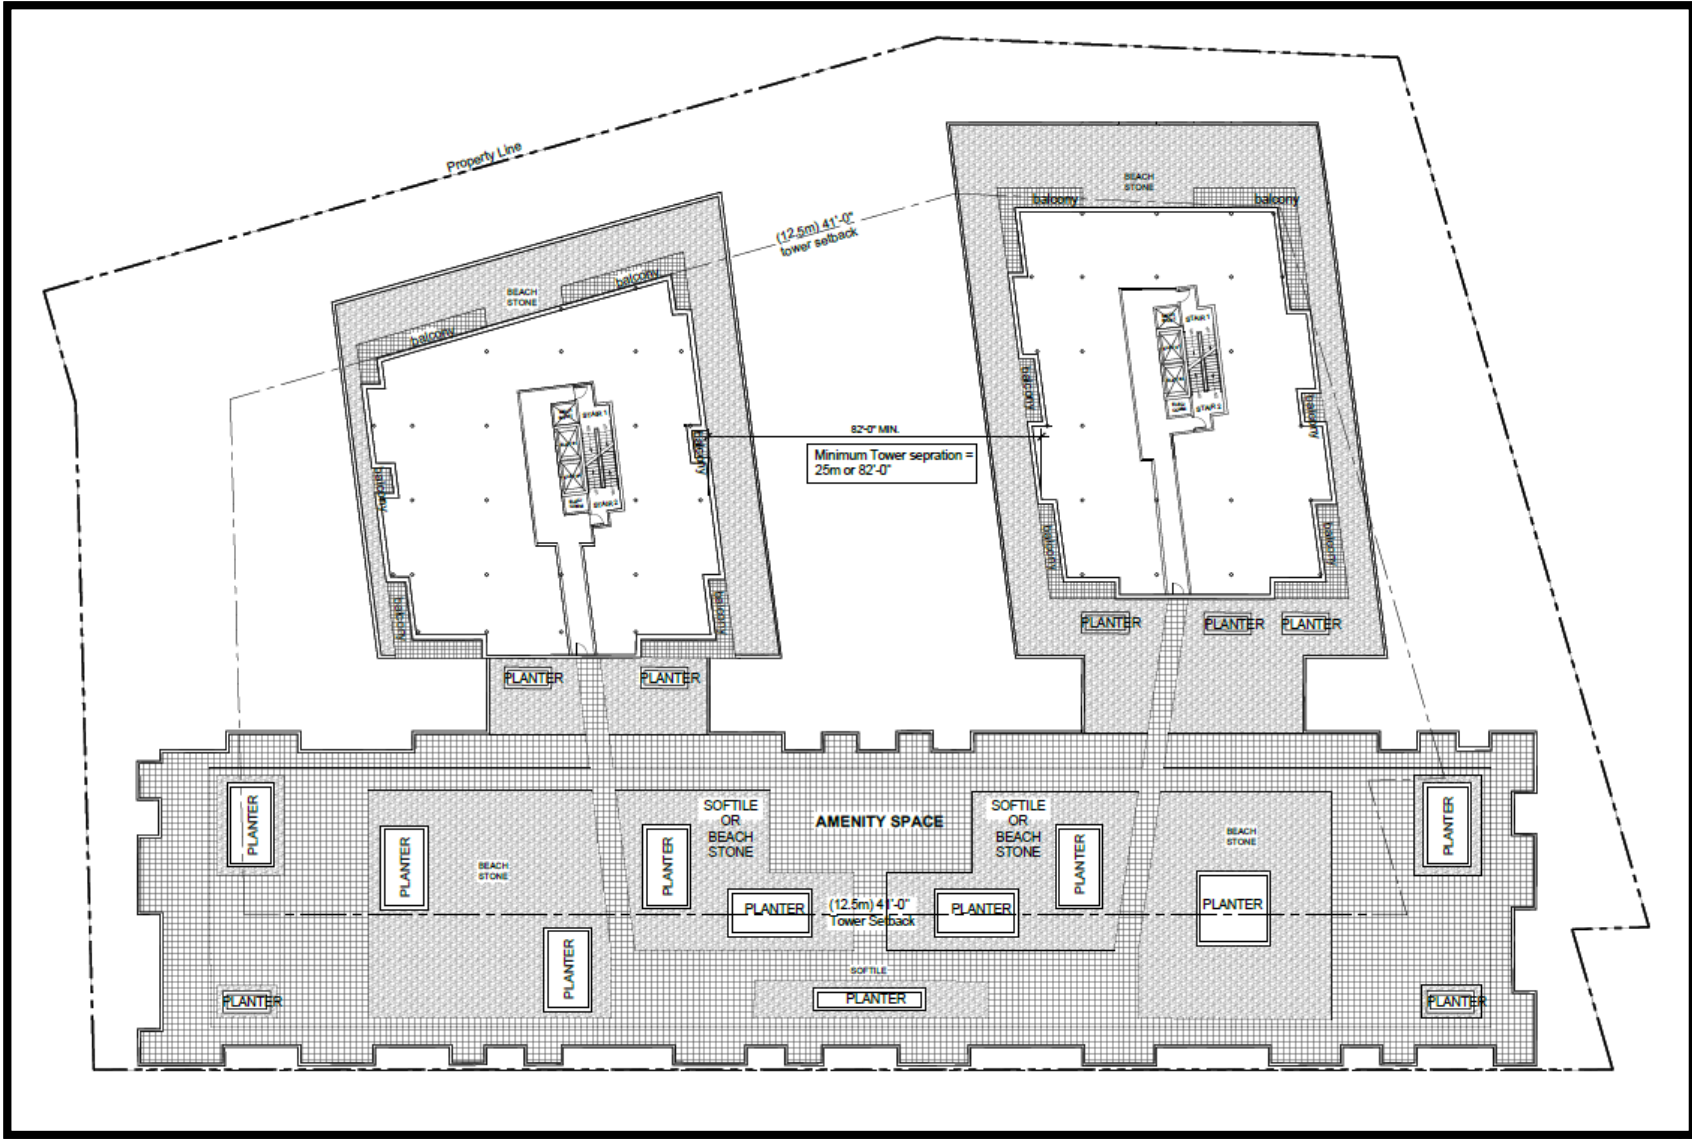 Property Line
BEACH
STONE
balcony
balcony
(12.5m) 41'-0"
tower setback
balcony
BEACH
STONE
balcony
STAIR 1
STAIR 2
balcony
balcony
STAIR 1
STAIR 2
balcony
balcony
82'-0" MIN.
Minimum Tower sepration =
25m or 82'-0"
balcony
balcony
balcony
balcony
PLANTER
PLANTER
PLANTER
PLANTER
PLANTER
PLANTER
PLANTER
BEACH
STONE
PLANTER
SOFTILE
OR
BEACH
STONE
AMENITY SPACE
SOFTILE
OR
BEACH
STONE
PLANTER
BEACH
STONE
PLANTER
PLANTER
PLANTER
(12.5m) 41'-0"
Tower Setback
PLANTER
PLANTER
PLANTER
SOFTILE
PLANTER
PLANTER
PLANTER